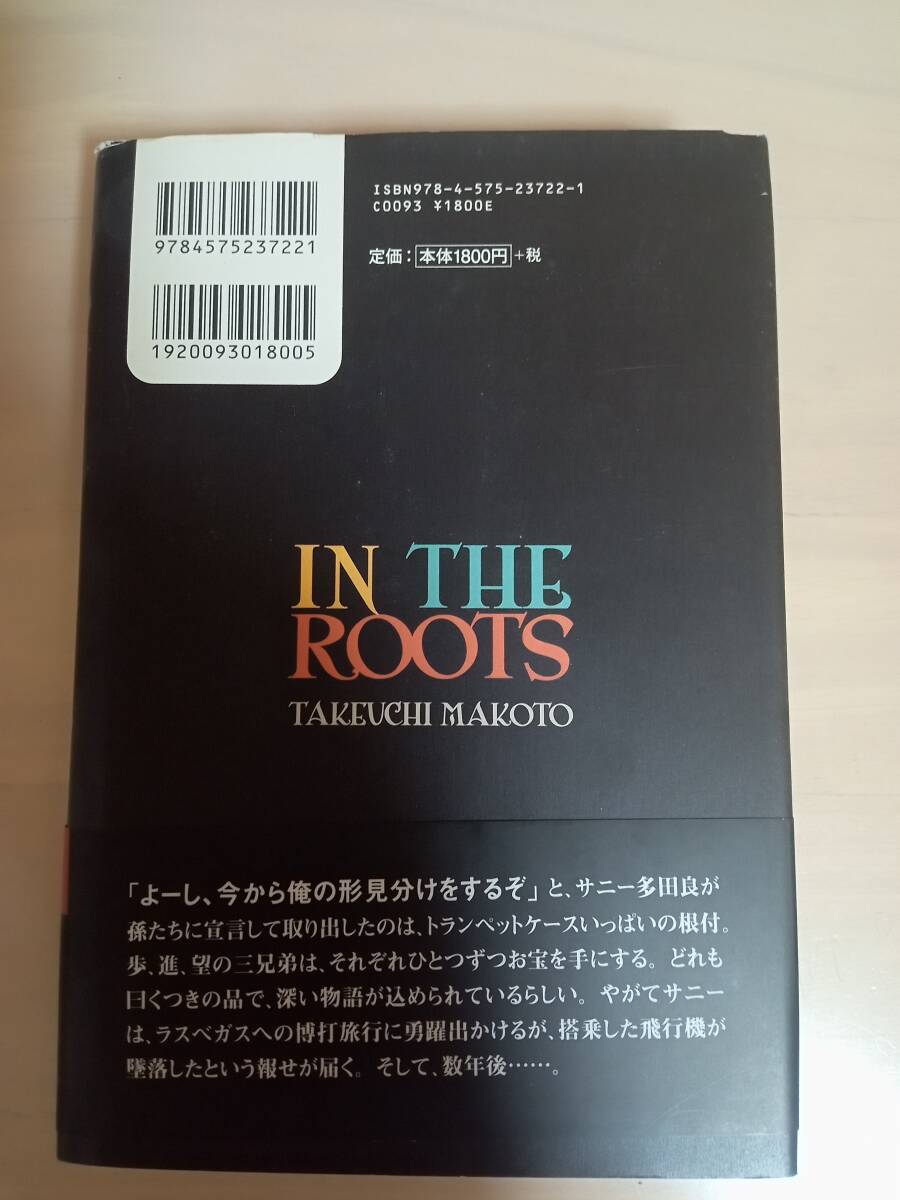 9784575237221
1920093018005
ISBN978-4-575-23722-1
C0093 ¥1800E
定価：本体1800円+税
IN THE
ROOTS
TAKEUCHI MAKOTO
「よーし、今から俺の形見分けをするぞ」と、サニー多田良が
孫たちに宣言して取り出したのは、トランペットケースいっぱいの根付。
歩、進、望の三兄弟は、それぞれひとつずつお宝を手にする。どれも
曰くつきの品で、深い物語が込められているらしい。やがてサニー
は、ラスベガスへの博打旅行に勇躍出かけるが、搭乗した飛行機が
墜落したという報せが届く。そして、数年後……。